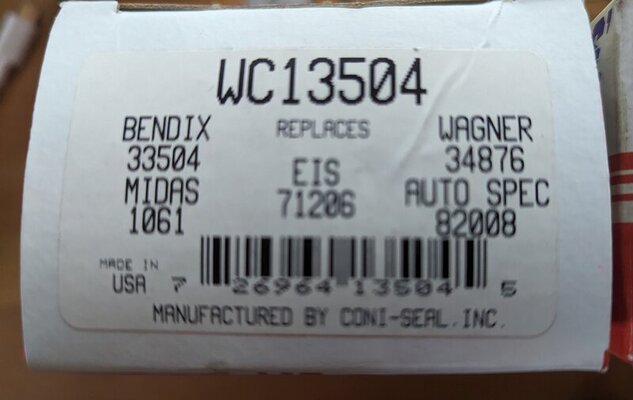 WC13504
BENDIX REPLACES WAGNER
33504 34876
EIS
MIDAS AUTO SPEC
71206
1061 82008
MADE IN
USA 7 26964 13504 5
MANUFACTURED BY CONI-SEAL.INC.